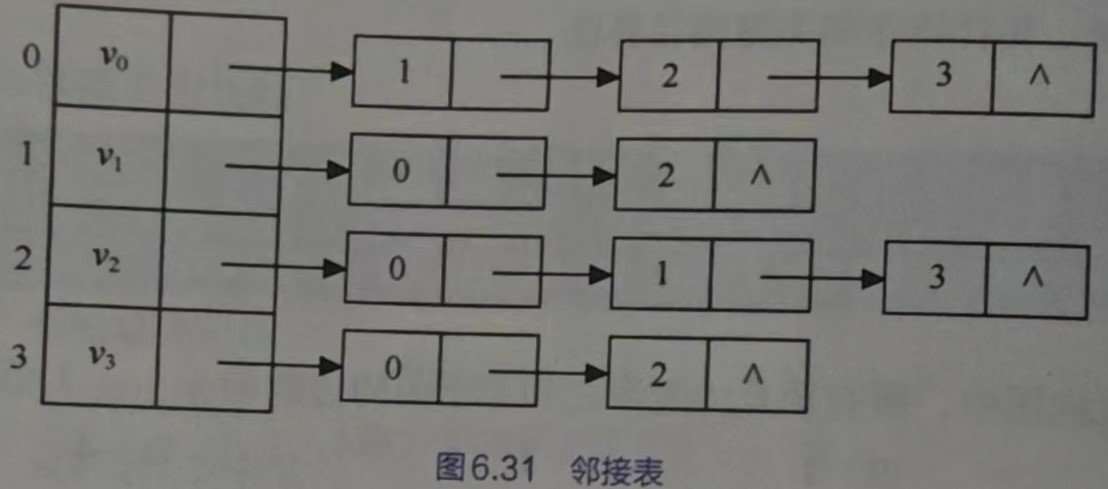 0 v₀ 1 2 3 ∧
1 v₁ 0 2 ∧
2 v₂ 0 1 3 ∧
3 v₃ 0 2 ∧
图6.31 邻接表